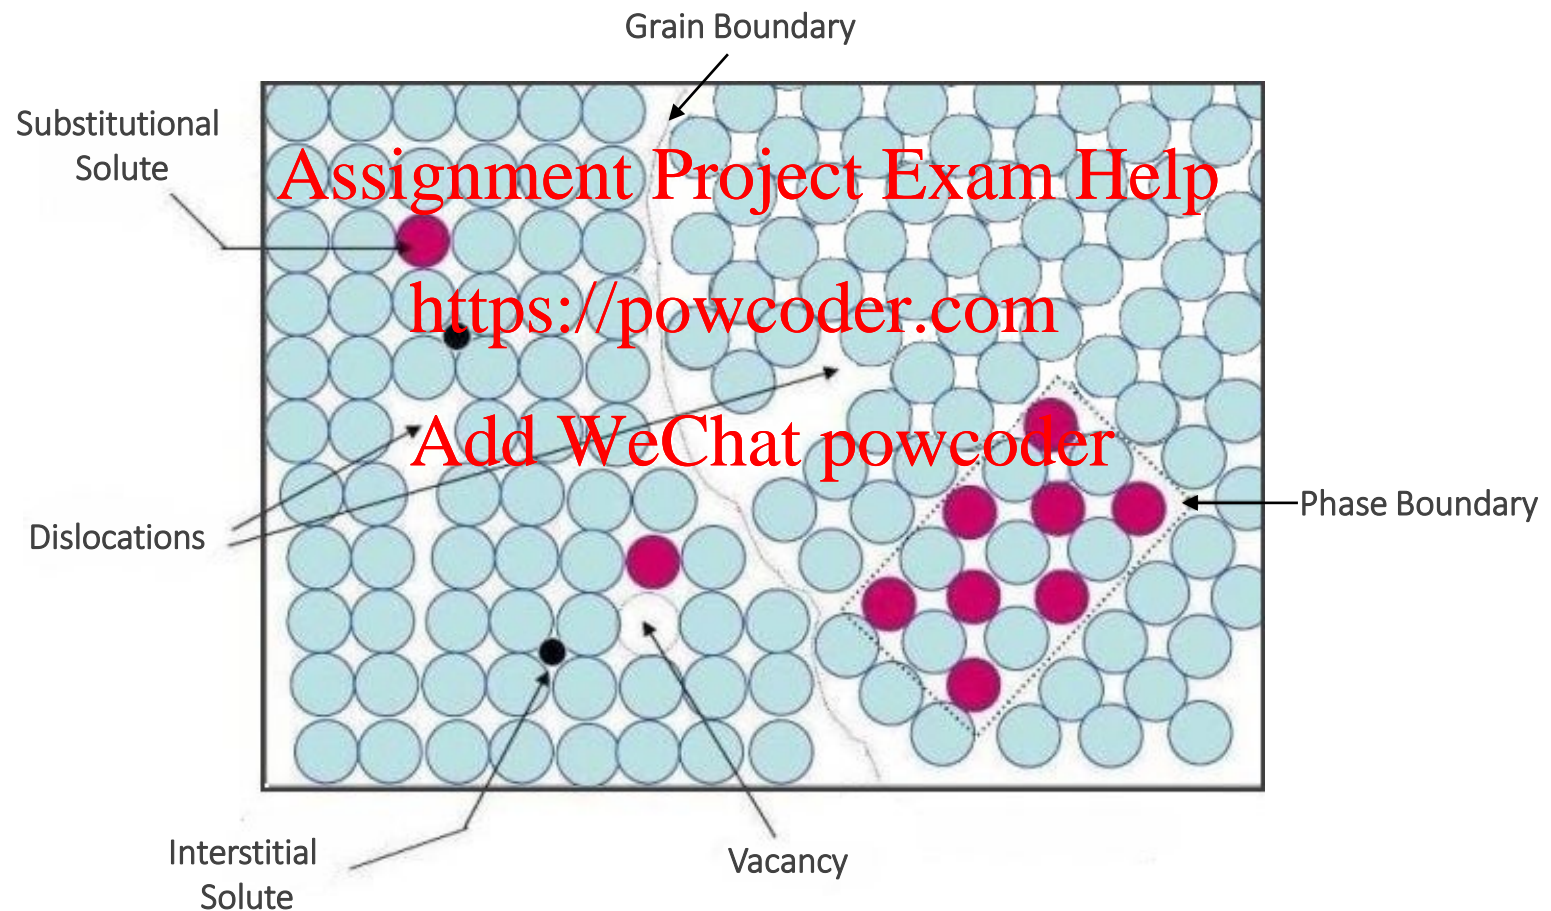 Grain Boundary
Substitutional
Solute
Assignment Project Exam Help
https://powcoder.com
Add WeChat powcoder
Phase Boundary
Dislocations
Interstitial
Solute
Vacancy